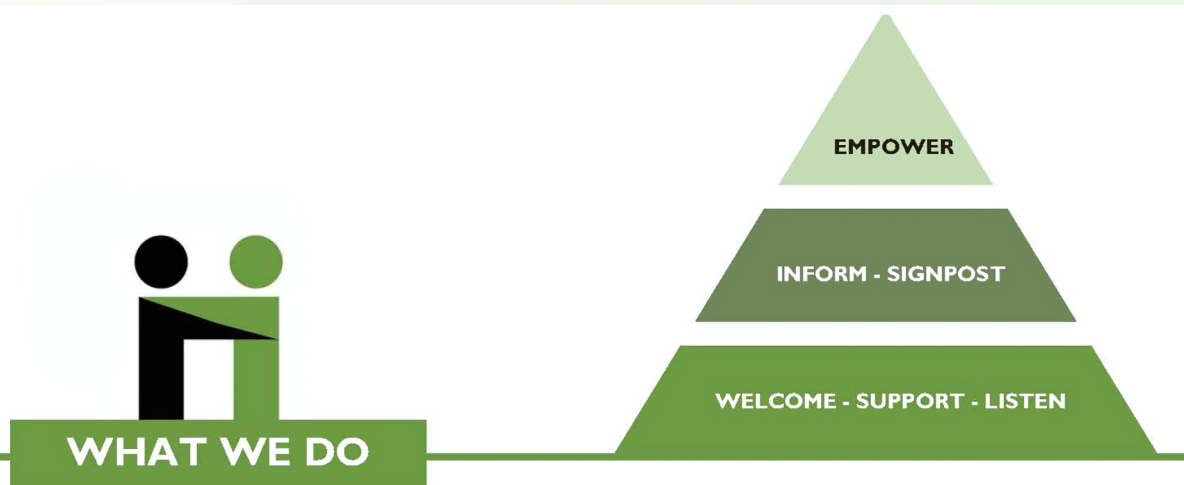 EMPOWER
INFORM - SIGNPOST
WELCOME - SUPPORT - LISTEN
WHAT WE DO